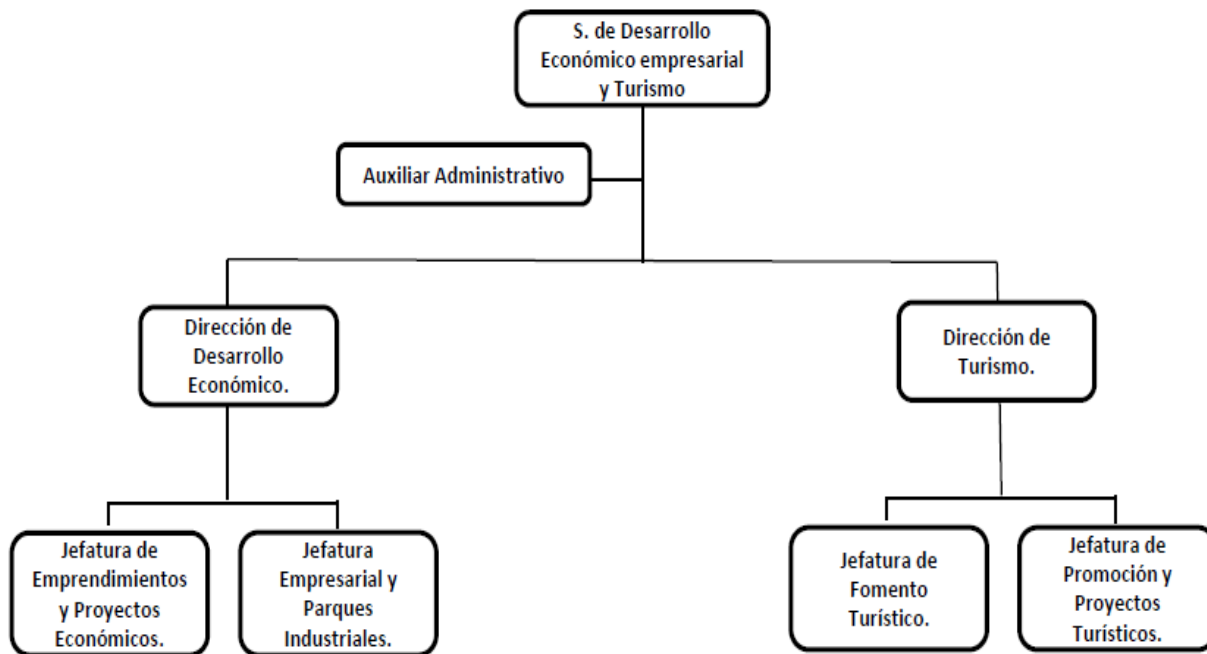 S. de Desarrollo
Económico empresarial
y Turismo
Auxiliar Administrativo
Dirección de
Desarrollo
Económico.
Dirección de
Turismo.
Jefatura de
Emprendimientos
y Proyectos
Económicos.
Jefatura
Empresarial y
Parques
Industriales.
Jefatura de
Fomento
Turístico.
Jefatura de
Promoción y
Proyectos
Turísticos.